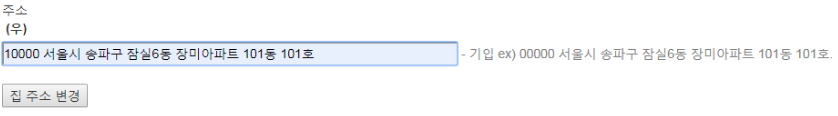 주소
(우)
10000 서울시 송파구 잠실6동 장미아파트 101동 101호 - 기입 ex) 00000 서울시 송파구 잠실6동 장미아파트 101동 101호.
집 주소 변경